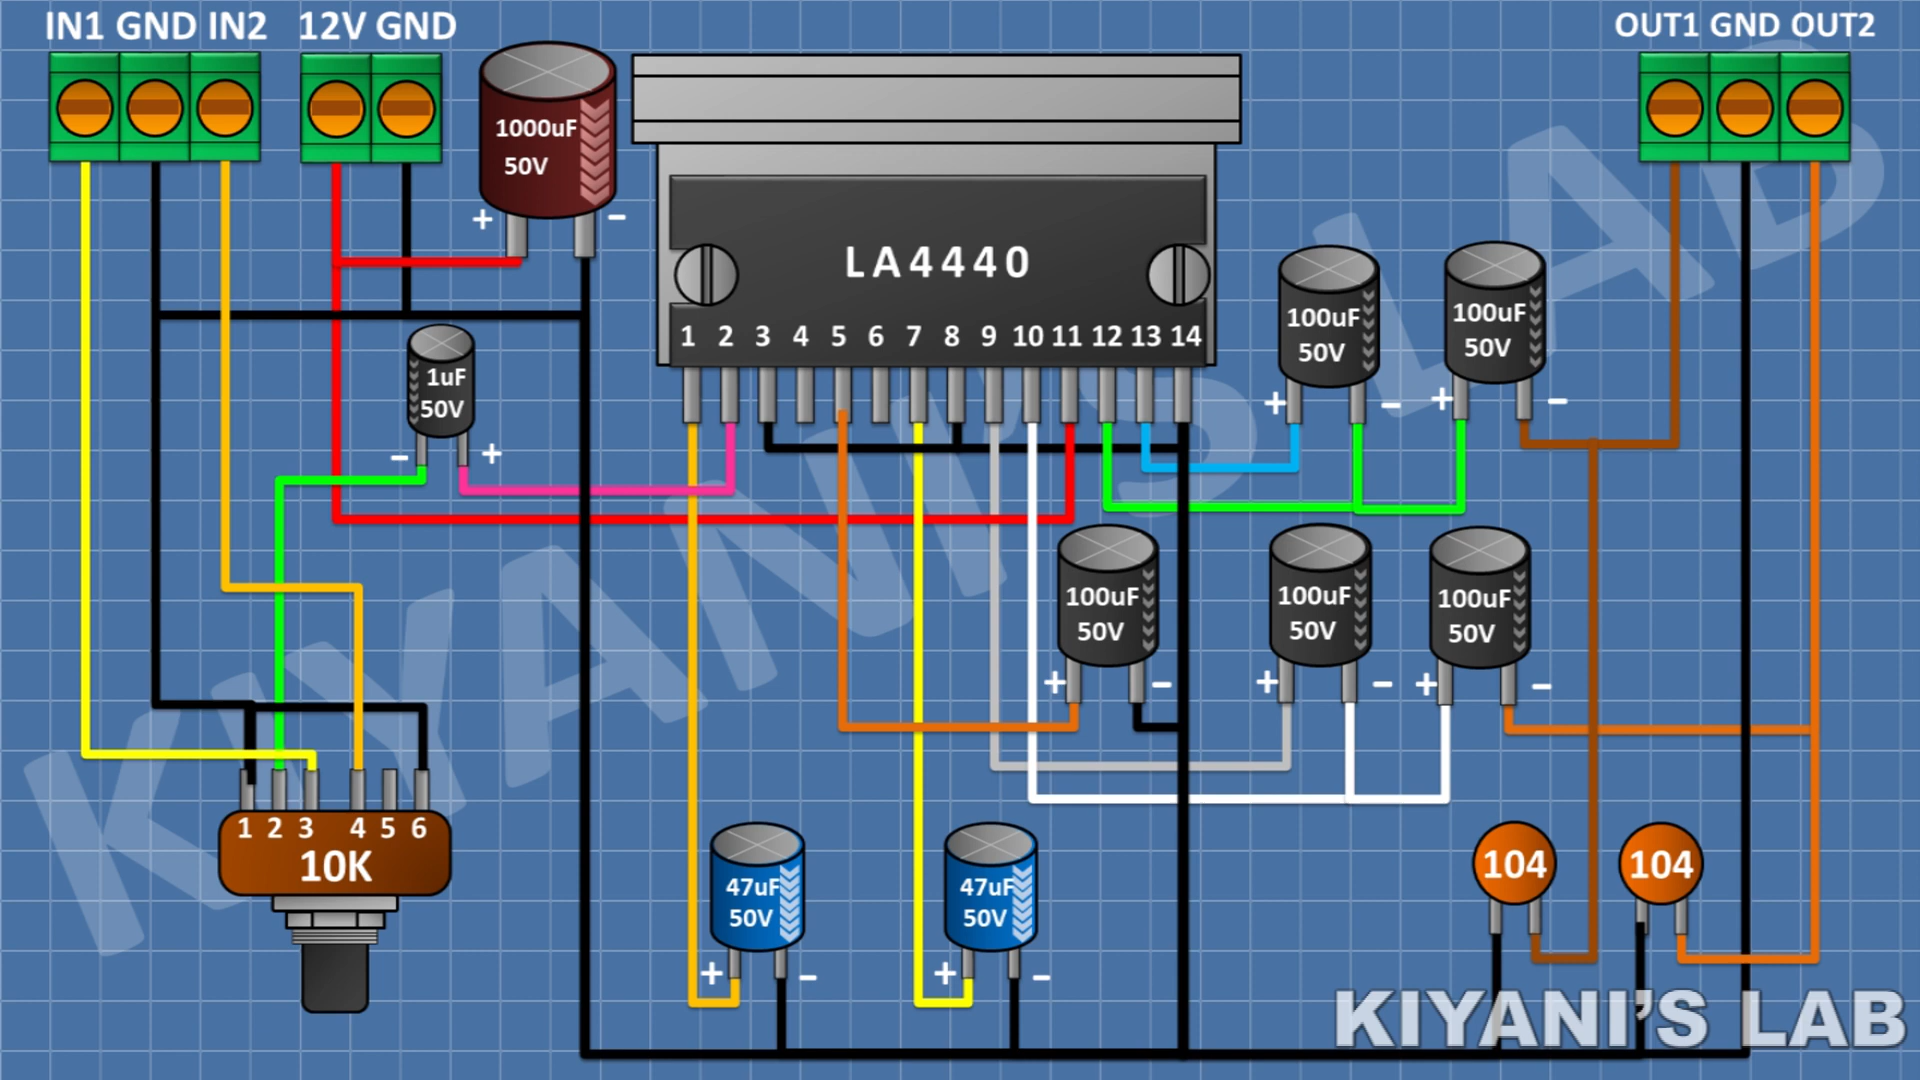 IN1 GND IN2
12V GND
OUT1 GND OUT2
1000uF
50V
+ -
LA4440
1 2 3 4 5 6 7 8 9 10 11 12 13 14
1uF
50V
- +
100uF
50V
+ -
100uF
50V
+ -
100uF
50V
+ -
100uF
50V
+ -
100uF
50V
+ -
1 2 3 4 5 6
10K
47uF
50V
+ -
47uF
50V
+ -
104
104
KIYANI'S LAB
KIYANI'S LAB